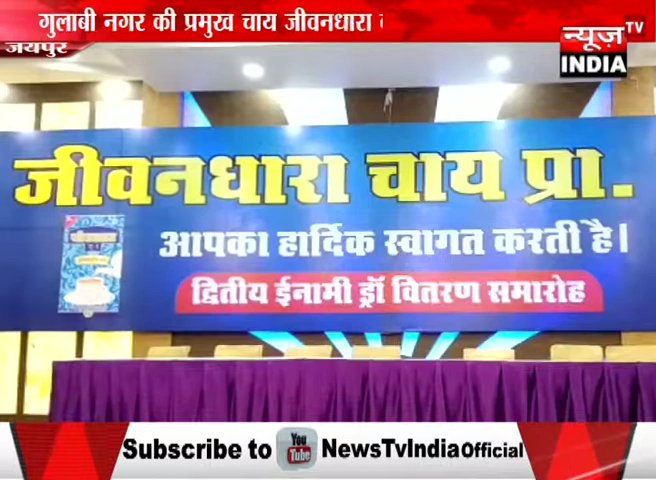 गुलाबी नगर की प्रमुख चाय जीवनधारा
जयपुर
न्यूज़ TV
INDIA
जीवनधारा चाय प्रा.
आपका हार्दिक स्वागत करती है।
द्वितीय ईनामी ड्रॉ वितरण समारोह
Subscribe to You Tube NewsTvIndiaOfficial